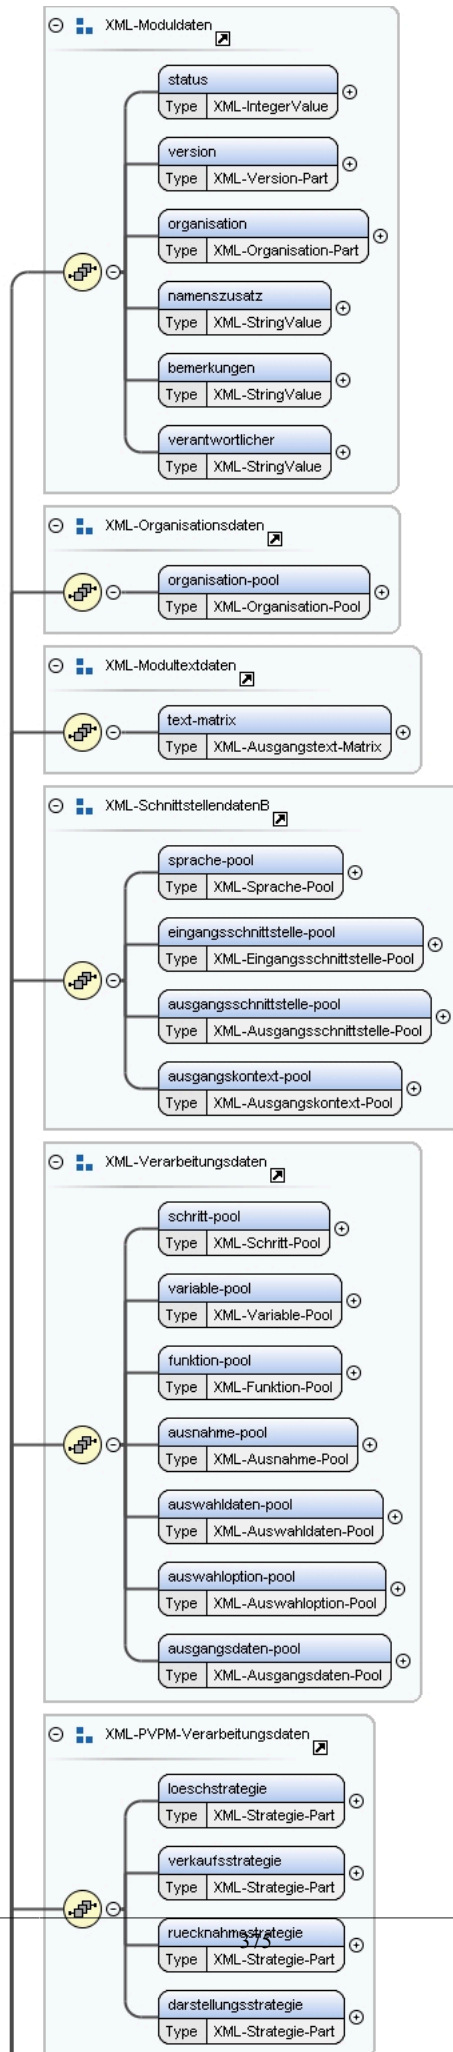 XML-Moduldaten
status
Type XML-IntegerValue
version
Type XML-Version-Part
organisation
Type XML-Organisation-Part
namenszusatz
Type XML-StringValue
bemerkungen
Type XML-StringValue
verantwortlicher
Type XML-StringValue
XML-Organisationsdaten
organisation-pool
Type XML-Organisation-Pool
XML-Modultextdaten
text-matrix
Type XML-Ausgangstext-Matrix
XML-SchnittstellendatenB
sprache-pool
Type XML-Sprache-Pool
eingangsschnittstelle-pool
Type XML-Eingangsschnittstelle-Pool
ausgangsschnittstelle-pool
Type XML-Ausgangsschnittstelle-Pool
ausgangskontext-pool
Type XML-Ausgangskontext-Pool
XML-Verarbeitungsdaten
schritt-pool
Type XML-Schritt-Pool
variable-pool
Type XML-Variable-Pool
funktion-pool
Type XML-Funktion-Pool
ausnahme-pool
Type XML-Ausnahme-Pool
auswahldaten-pool
Type XML-Auswahldaten-Pool
auswahloption-pool
Type XML-Auswahloption-Pool
ausgangsdaten-pool
Type XML-Ausgangsdaten-Pool
XML-PVPM-Verarbeitungsdaten
loeschstrategie
Type XML-Strategie-Part
verkaufsstrategie
Type XML-Strategie-Part
ruecknahmestrategie
375
Type XML-Strategie-Part
darstellungsstrategie
Type XML-Strategie-Part